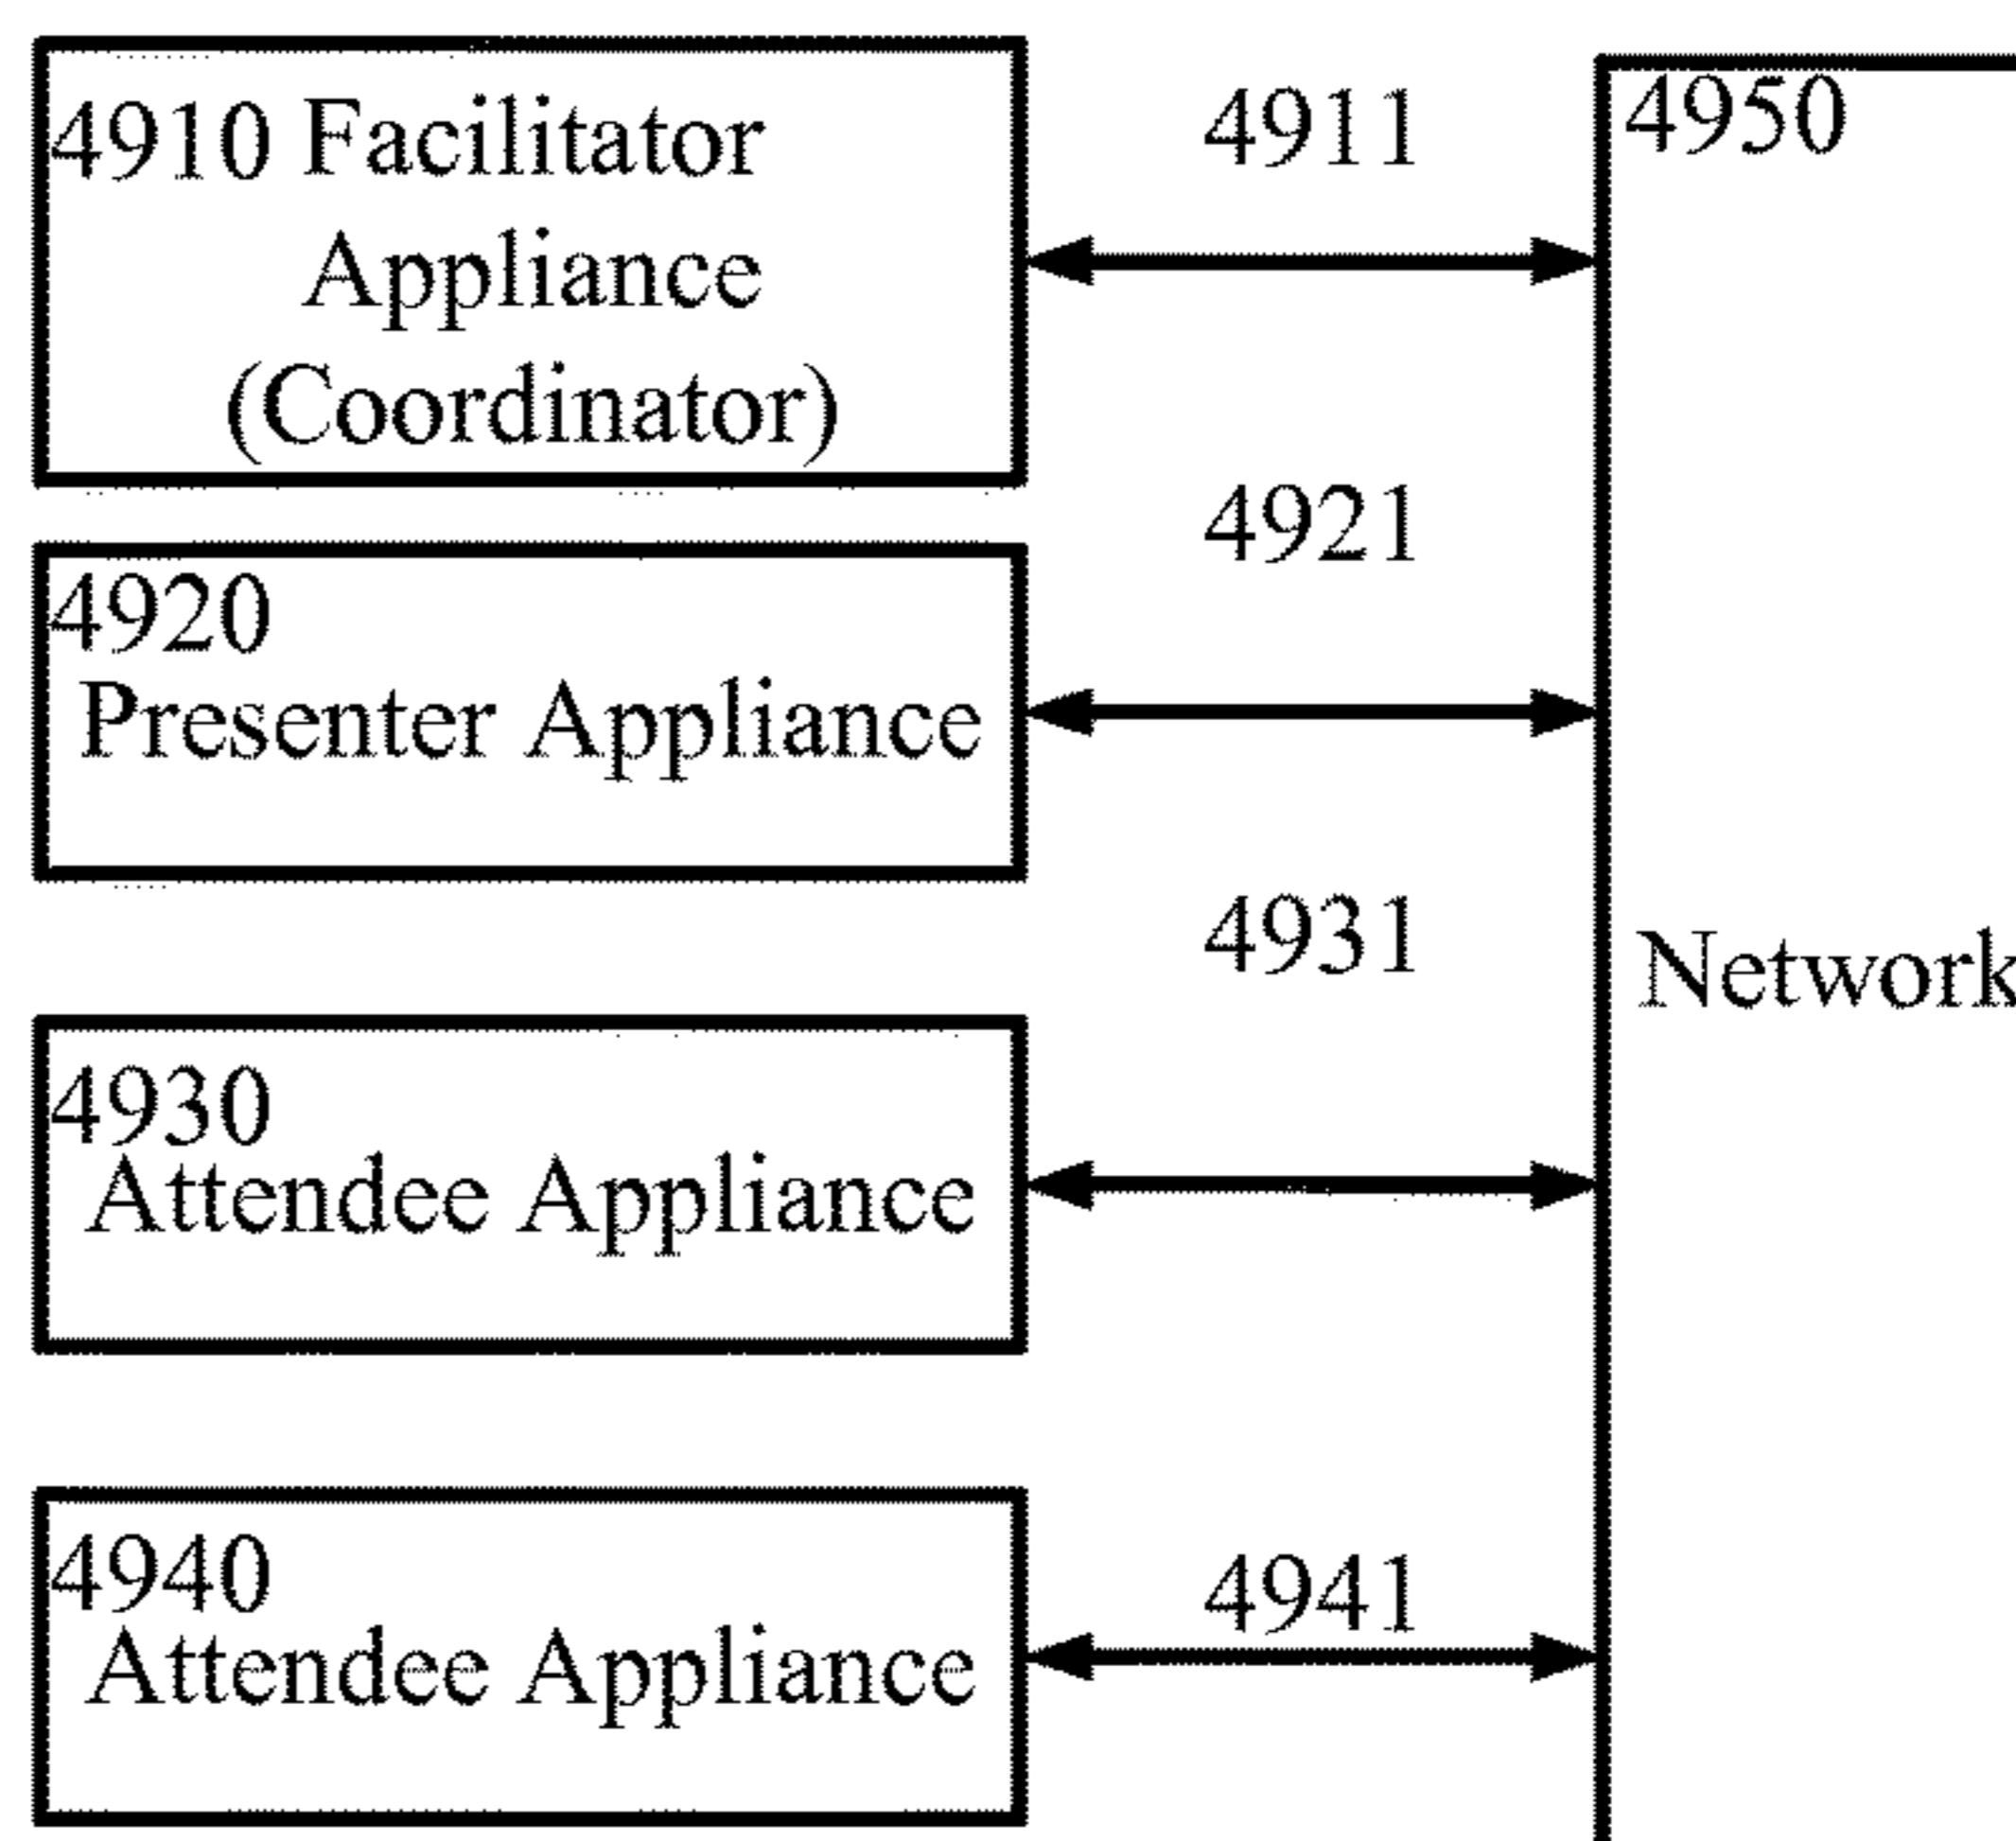 4910 Facilitator
Appliance
(Coordinator)
4911
4950
4921
4920
Presenter Appliance
4931
Network
4930
Attendee Appliance
4940
Attendee Appliance
4941